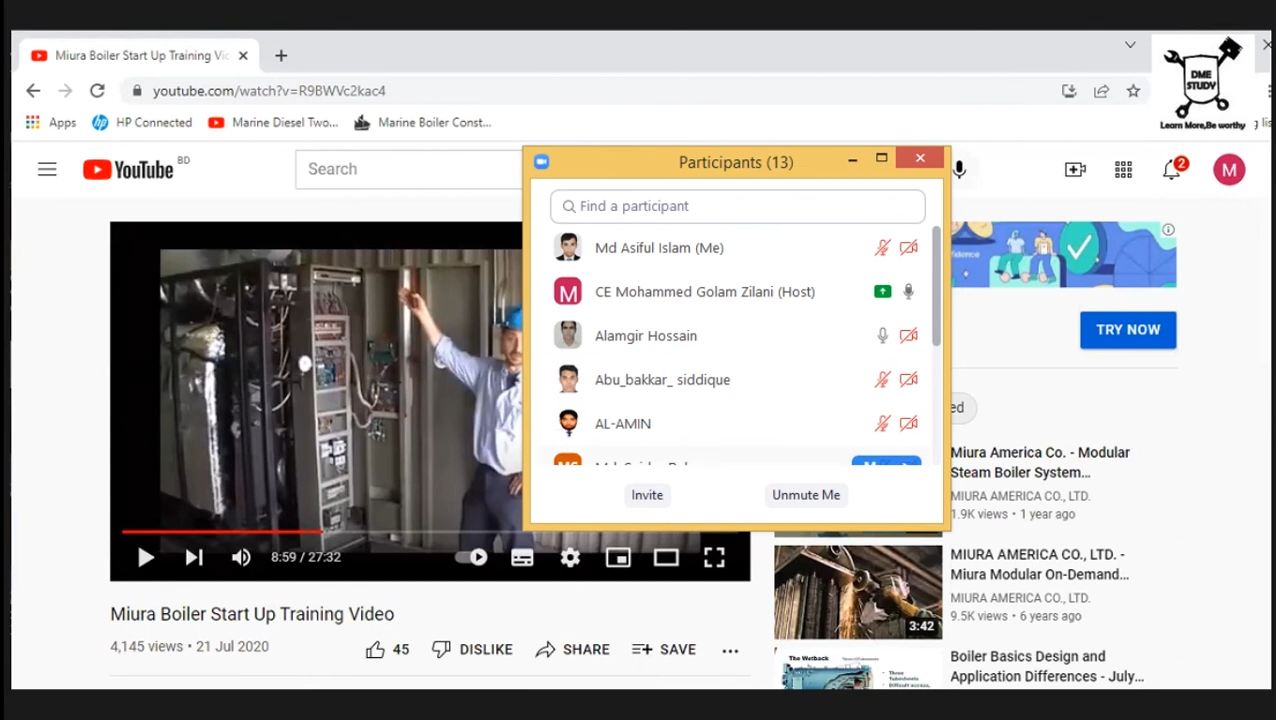 Miura Boiler Start Up Training Vi
youtube.com/watch?v=R9BWVc2kac4
DME
STUDY
Learn More,Be worthy
Apps
HP Connected
Marine Diesel Two...
Marine Boiler Const...
YouTube BD
Search
2
M
Participants (13)
Find a participant
Md Asiful Islam (Me)
M CE Mohammed Golam Zilani (Host)
Alamgir Hossain
Abu_bakkar_ siddique
AL-AMIN
Invite
Unmute Me
TRY NOW
8:59 / 27:32
Miura Boiler Start Up Training Video
4,145 views • 21 Jul 2020
45
DISLIKE
SHARE
SAVE
Miura America Co. - Modular
Steam Boiler System...
MIURA AMERICA CO., LTD.
1.9K views • 1 year ago
3:42
MIURA AMERICA CO., LTD. -
Miura Modular On-Demand...
MIURA AMERICA CO., LTD.
9.5K views • 6 years ago
The Wetback
Boiler Basics Design and
Application Differences - July...